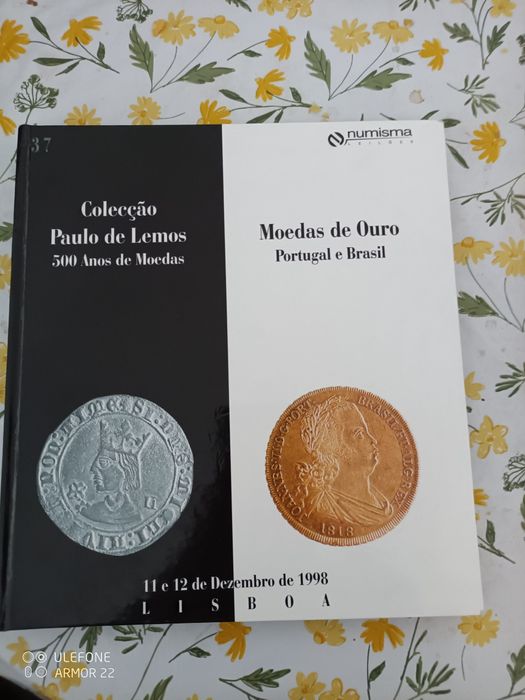 37
numisma
LEILÕES
Colecção
Paulo de Lemos
500 Anos de Moedas
Moedas de Ouro
Portugal e Brasil
1818
11 e 12 de Dezembro de 1998
LISBOA
ULEFONE
ARMOR 22